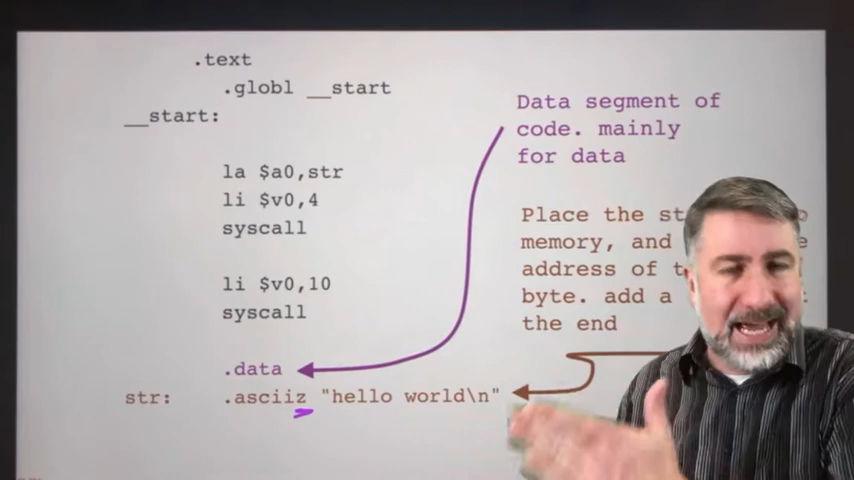 .text
.globl __start
__start:
la $a0,str
li $v0,4
syscall
li $v0,10
syscall
.data
str: .asciiz "hello world\n"
Data segment of
code. mainly
for data
Place the
memory, and
address of
byte. add a
the end